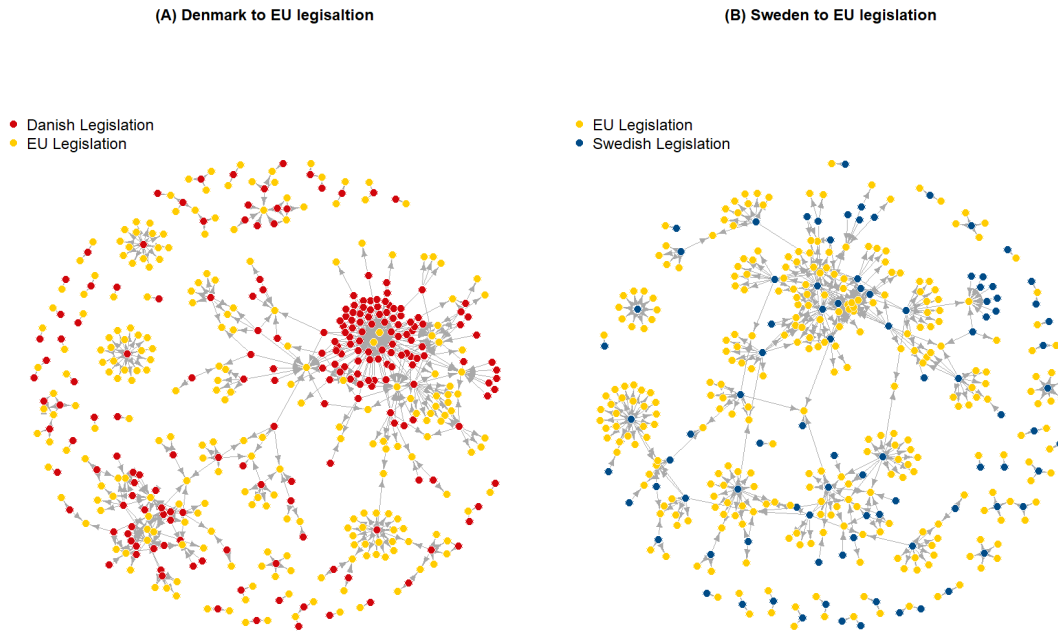 (A) Denmark to EU legisaltion
Danish Legislation
EU Legislation
(B) Sweden to EU legislation
EU Legislation
Swedish Legislation